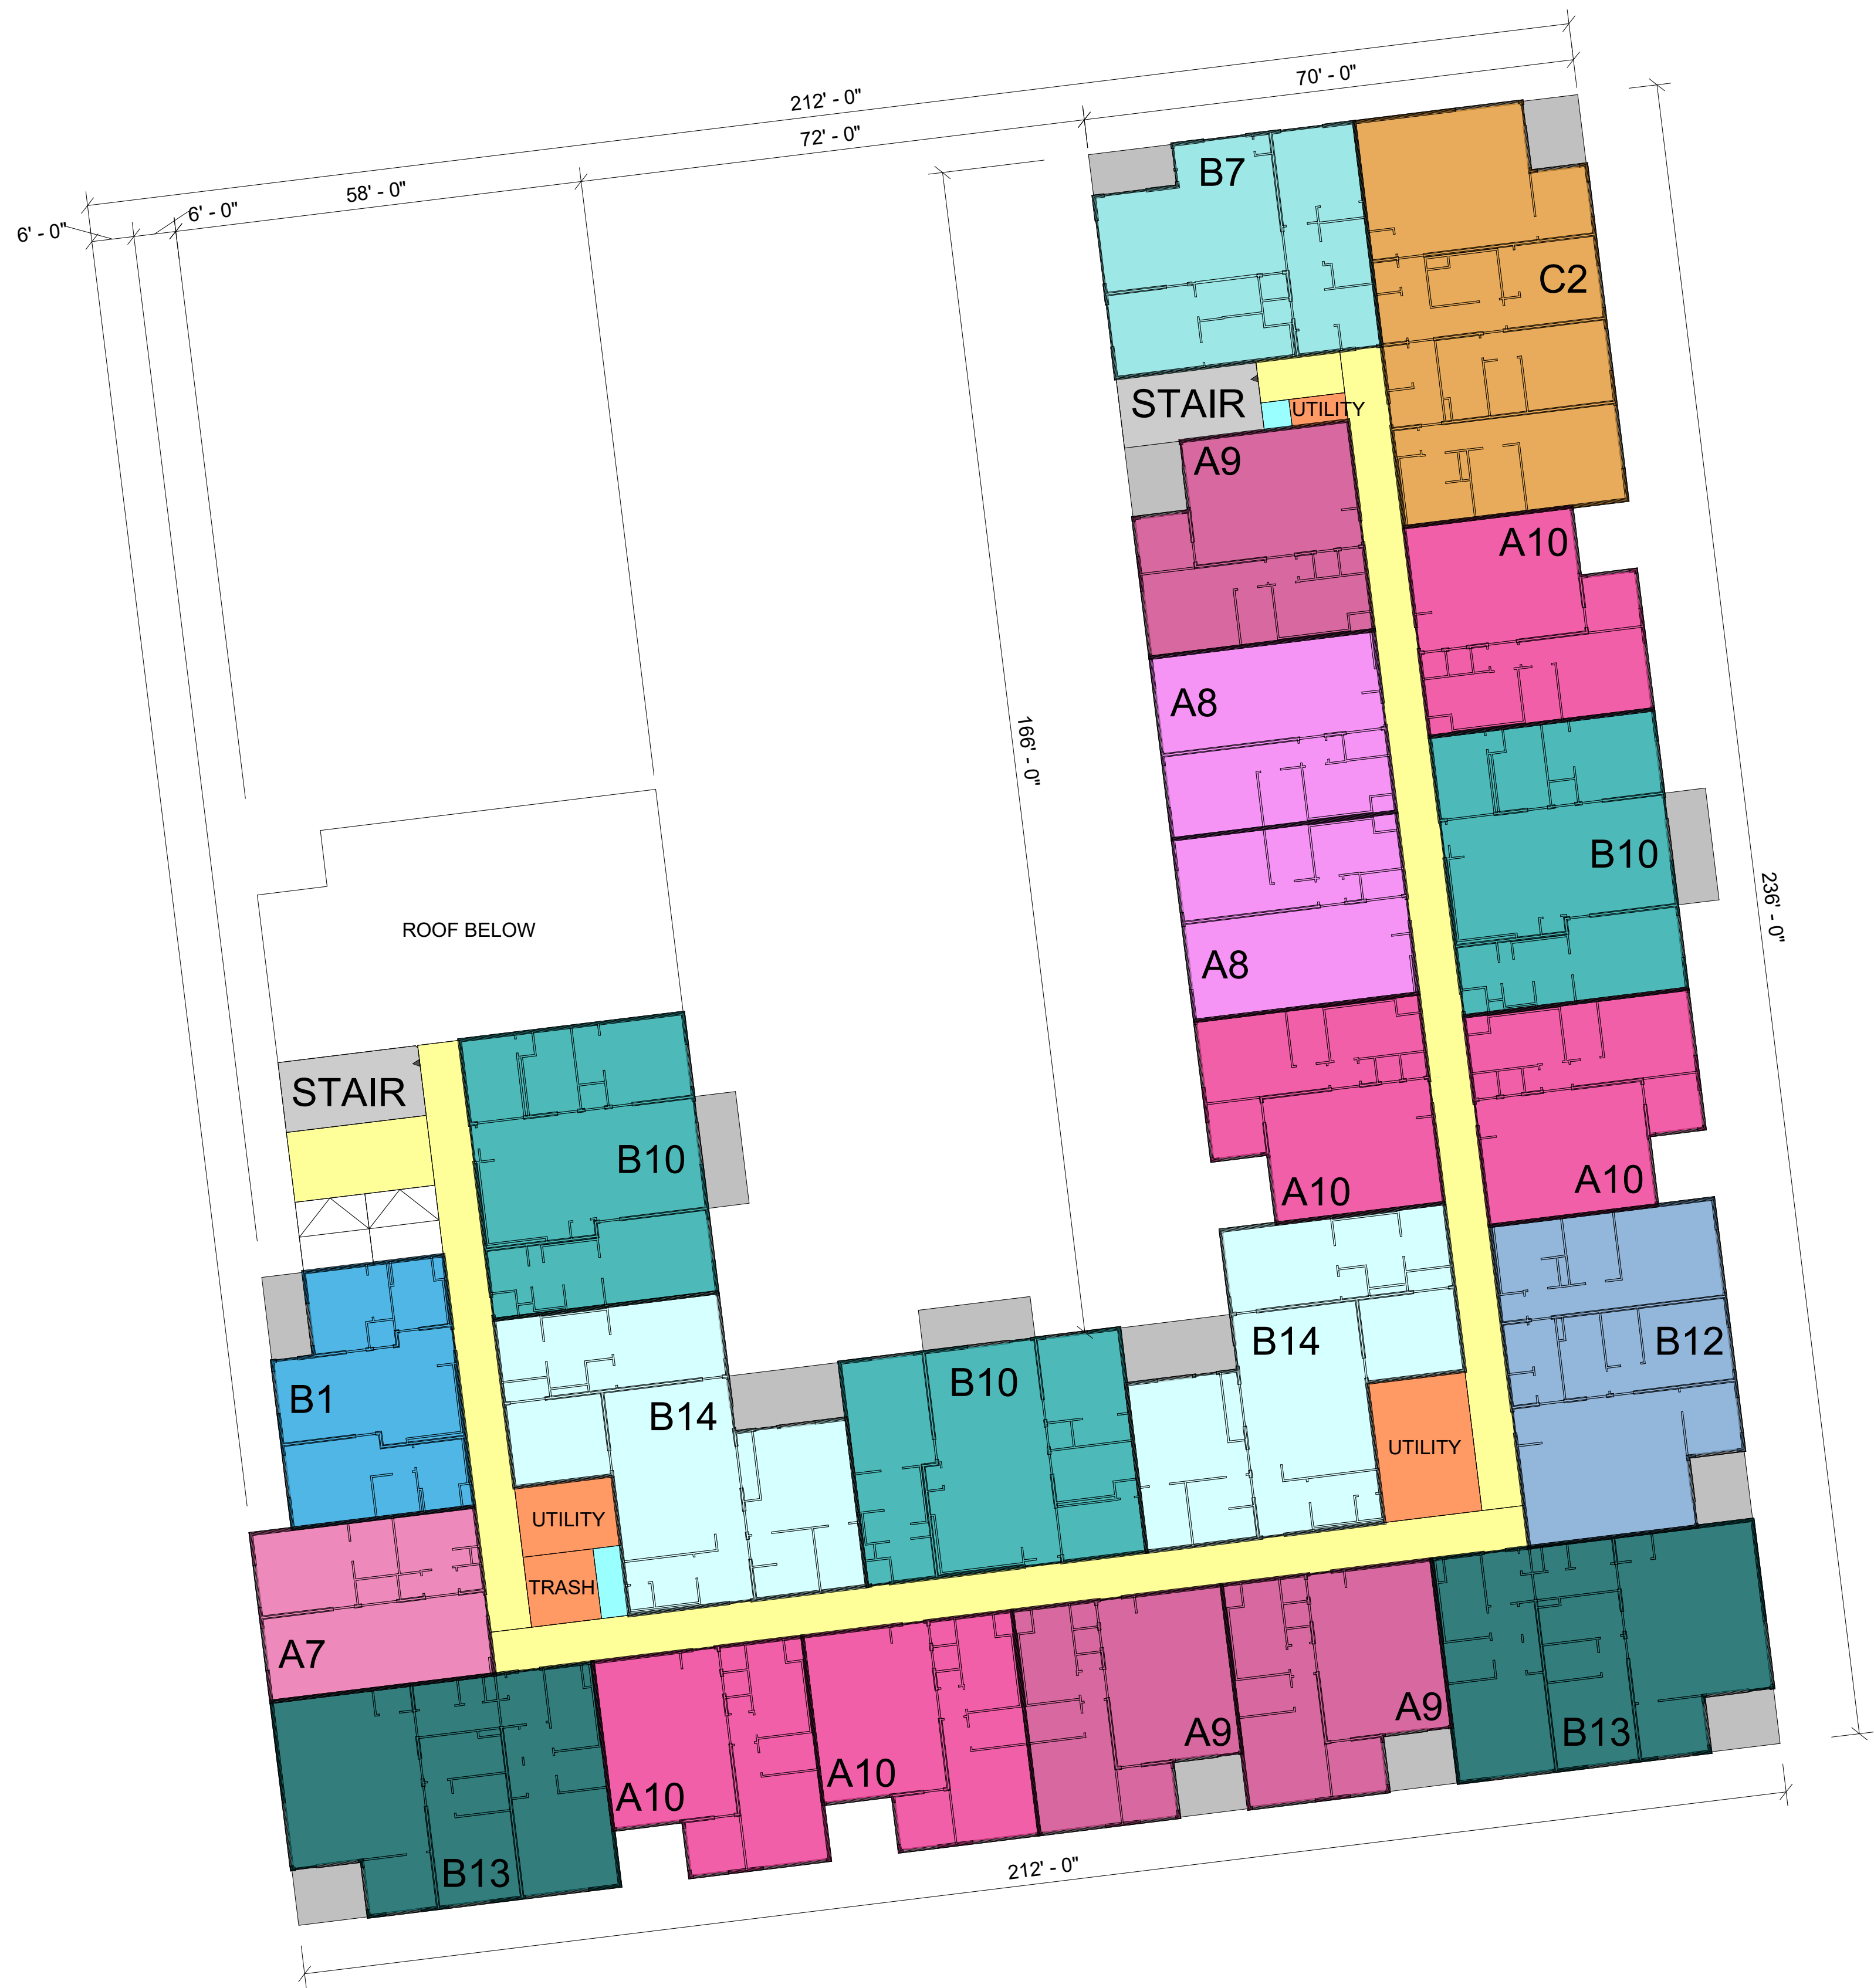 212' - 0"
70' - 0"
72' - 0"
58' - 0"
6' - 0"
6' - 0"
B7
C2
STAIR
UTILITY
A9
A10
A8
166' - 0"
B10
236' - 0"
ROOF BELOW
A8
STAIR
B10
A10
A10
B1
B14
B10
B14
B12
UTILITY
UTILITY
TRASH
A7
A10
A10
A9
A9
B13
B13
212' - 0"